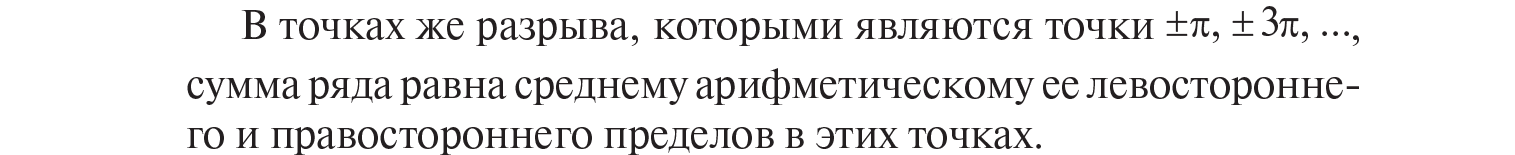 В точках же разрыва, которыми являются точки ±π, ± 3π, ...,
сумма ряда равна среднему арифметическому ее левосторонне-
го и правостороннего пределов в этих точках.